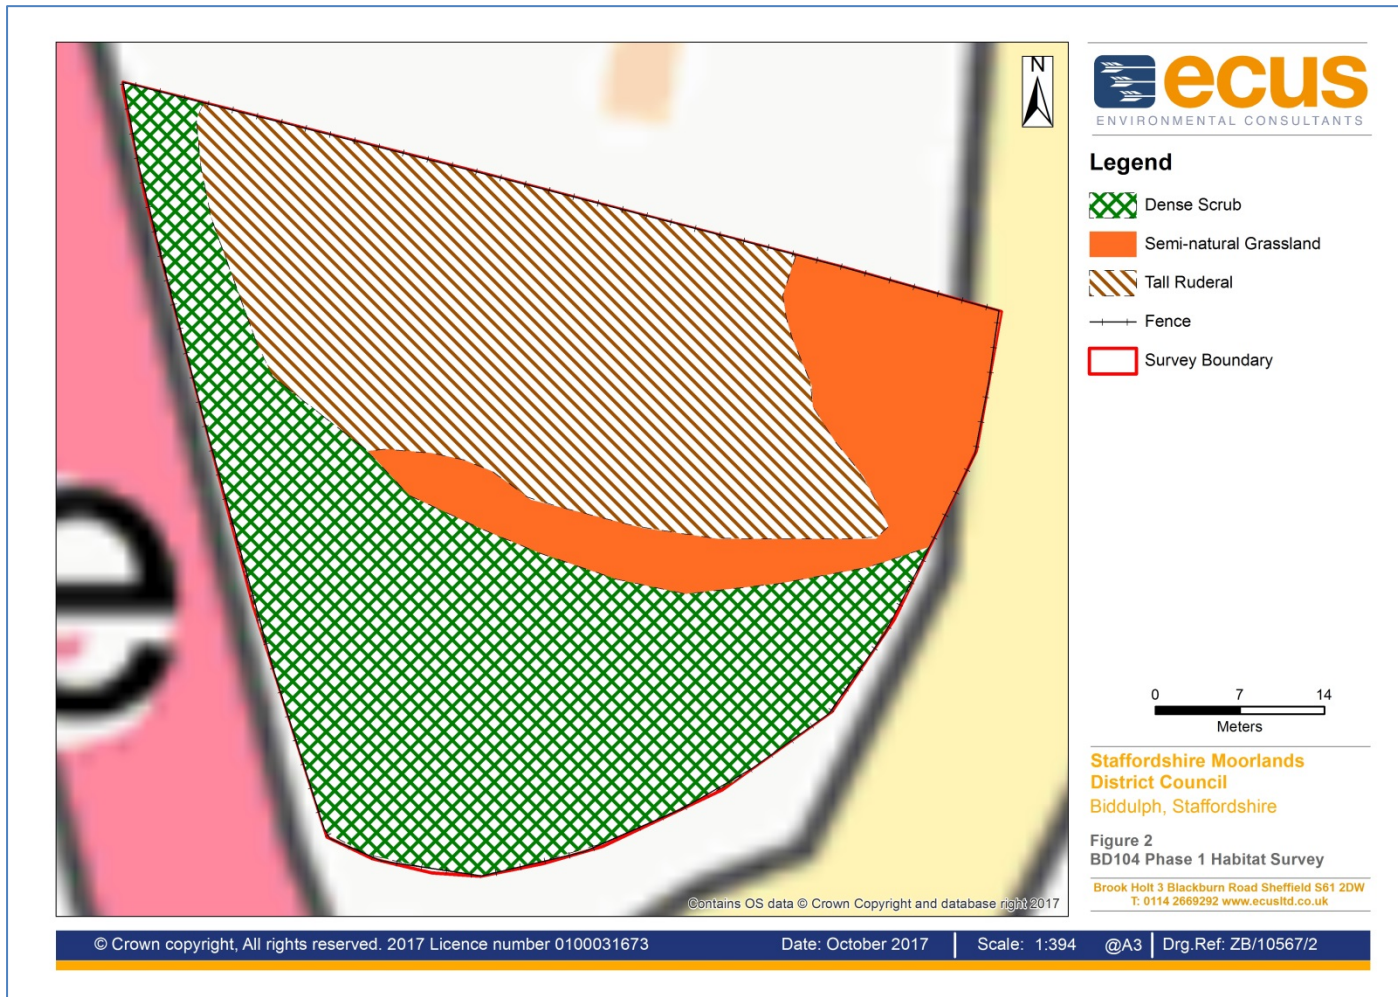 N
e
Contains OS data © Crown Copyright and database right 2017
ecus
ENVIRONMENTAL CONSULTANTS
Legend
Dense Scrub
Semi-natural Grassland
Tall Ruderal
Fence
Survey Boundary
0 7 14
Meters
Staffordshire Moorlands
District Council
Biddulph, Staffordshire
Figure 2
BD104 Phase 1 Habitat Survey
Brook Holt 3 Blackburn Road Sheffield S61 2DW
T: 0114 2669292 www.ecusltd.co.uk
© Crown copyright, All rights reserved. 2017 Licence number 0100031673 Date: October 2017 Scale: 1:394 @A3 Drg.Ref: ZB/10567/2